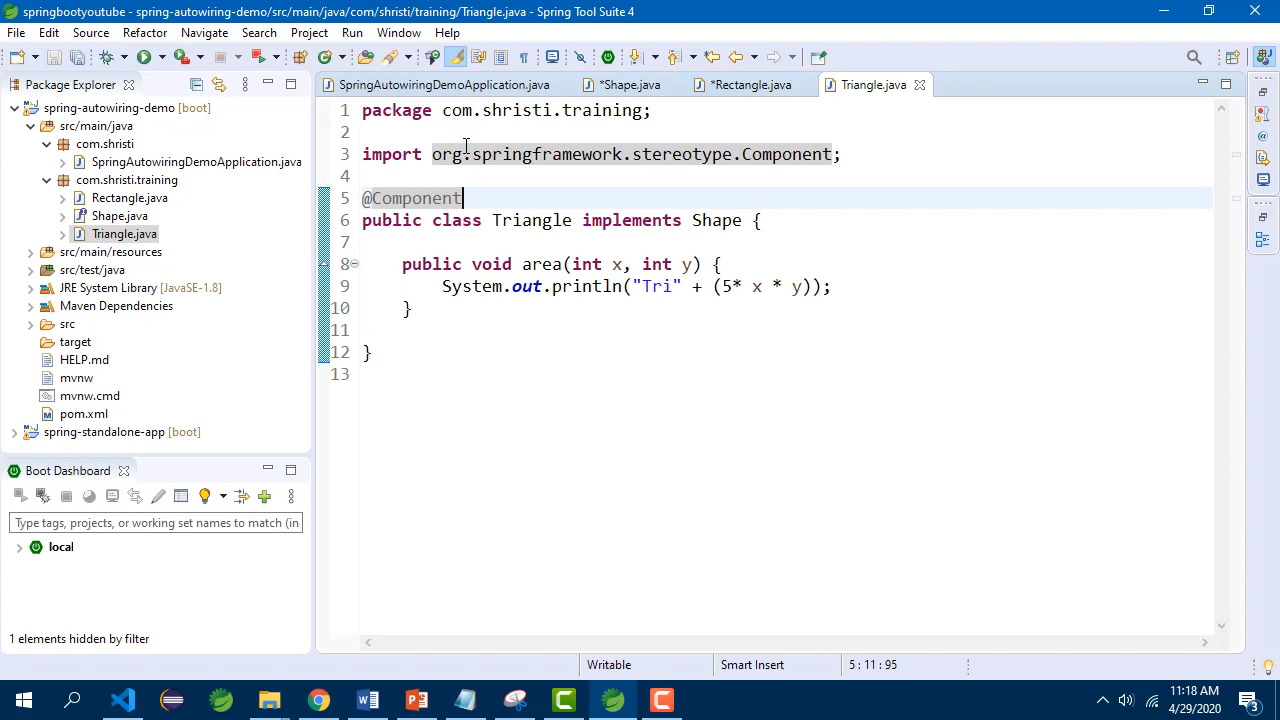 springbootyoutube - spring-autowiring-demo/src/main/java/com/shristi/training/Triangle.java - Spring Tool Suite 4
File Edit Source Refactor Navigate Search Project Run Window Help
Package Explorer
spring-autowiring-demo [boot]
src/main/java
com.shristi
SpringAutowiringDemoApplication.java
com.shristi.training
Rectangle.java
Shape.java
Triangle.java
src/main/resources
src/test/java
JRE System Library [JavaSE-1.8]
Maven Dependencies
src
target
HELP.md
mvnw
mvnw.cmd
pom.xml
spring-standalone-app [boot]
Boot Dashboard
Type tags, projects, or working set names to match (in
local
1 elements hidden by filter
SpringAutowiringDemoApplication.java *Shape.java *Rectangle.java Triangle.java
1 package com.shristi.training;
2
3 import org.springframework.stereotype.Component;
4
5 @Component
6 public class Triangle implements Shape {
7
8 public void area(int x, int y) {
9 System.out.println("Tri" + (5* x * y));
10 }
11
12 }
13
Writable Smart Insert 5 : 11 : 95
11:18 AM
4/29/2020
3